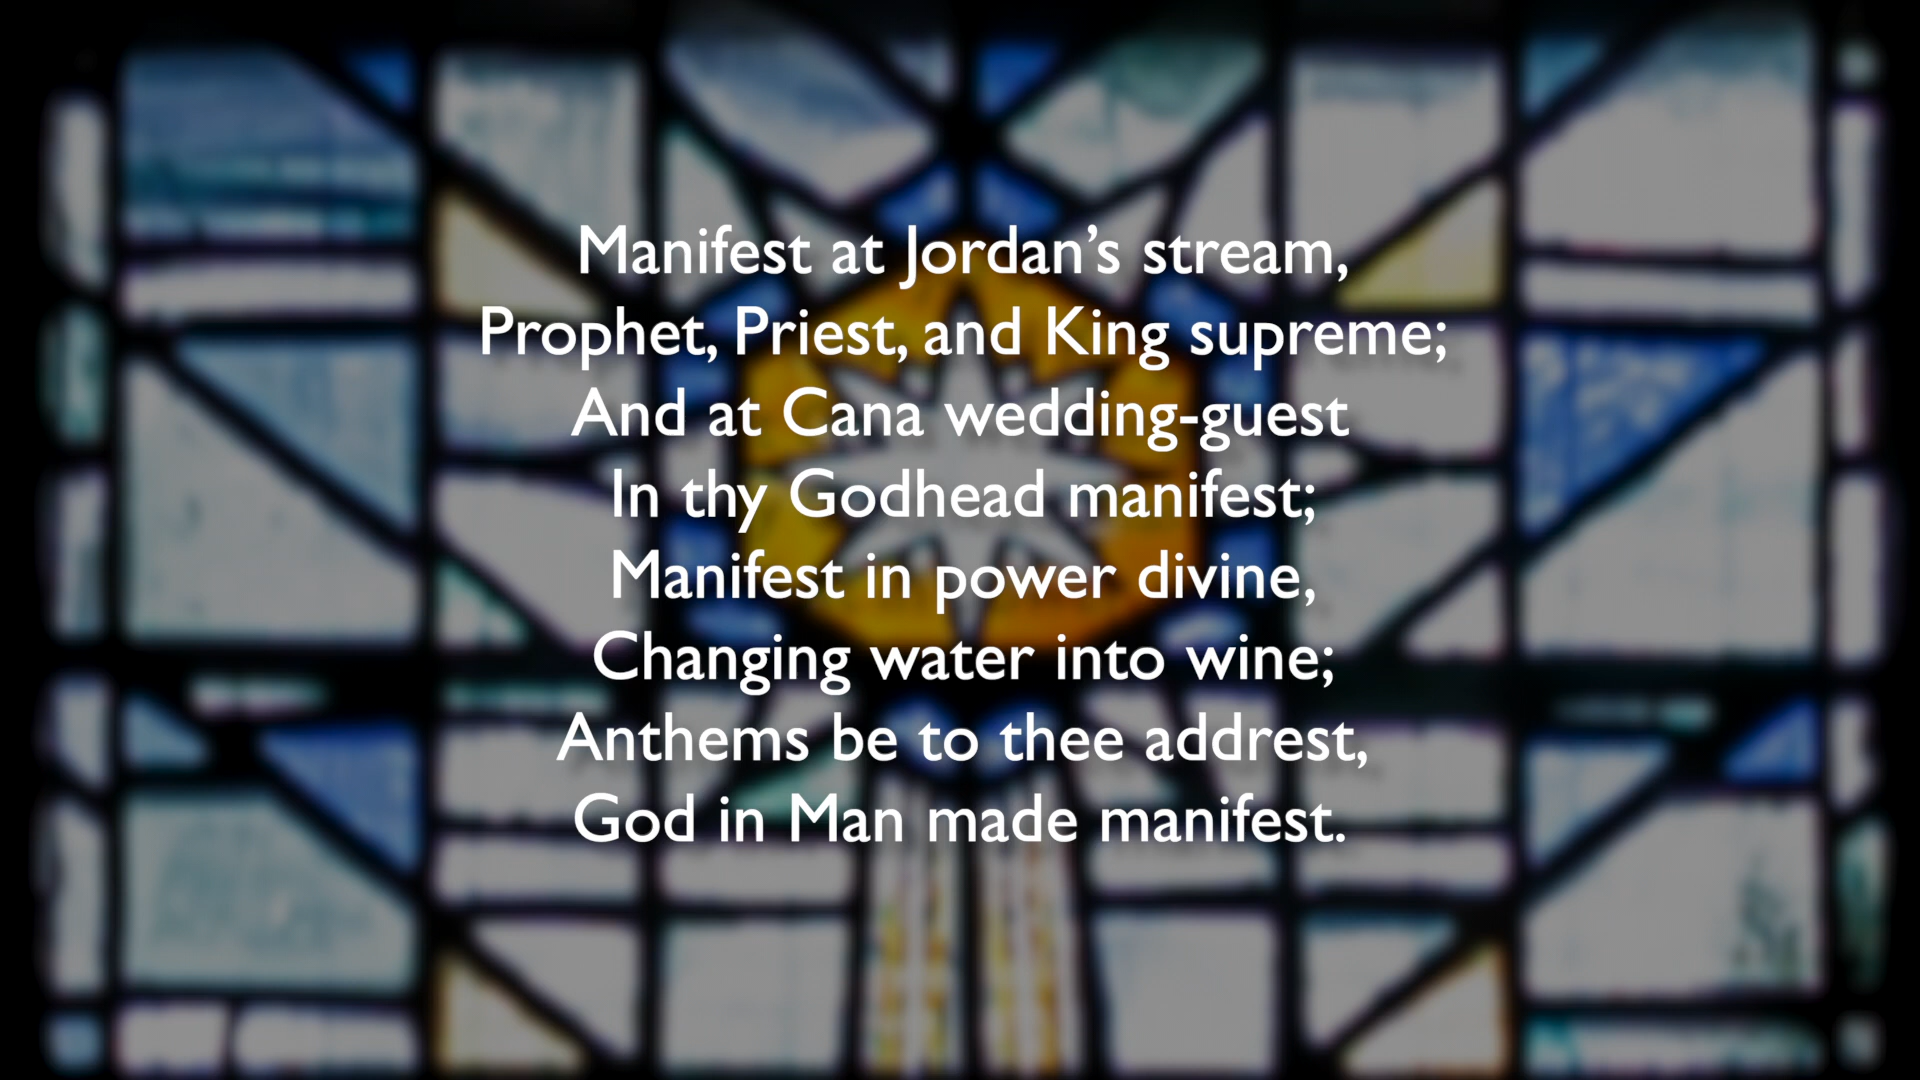 Manifest at Jordan’s stream,
Prophet, Priest, and King supreme;
And at Cana wedding-guest
In thy Godhead manifest;
Manifest in power divine,
Changing water into wine;
Anthems be to thee addrest,
God in Man made manifest.